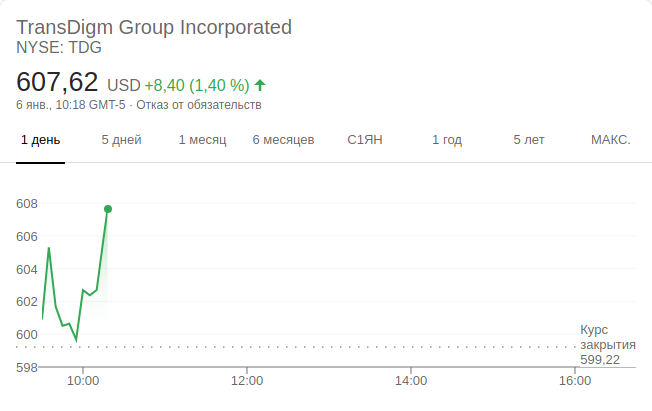 TransDigm Group Incorporated
NYSE: TDG
607,62 USD +8,40 (1,40 %)
6 янв., 10:18 GMT-5 · Отказ от обязательств
1 день 5 дней 1 месяц 6 месяцев С1ЯН 1 год 5 лет МАКС.
608
606
604
602
600
598
Курс
закрытия
599,22
10:00 12:00 14:00 16:00